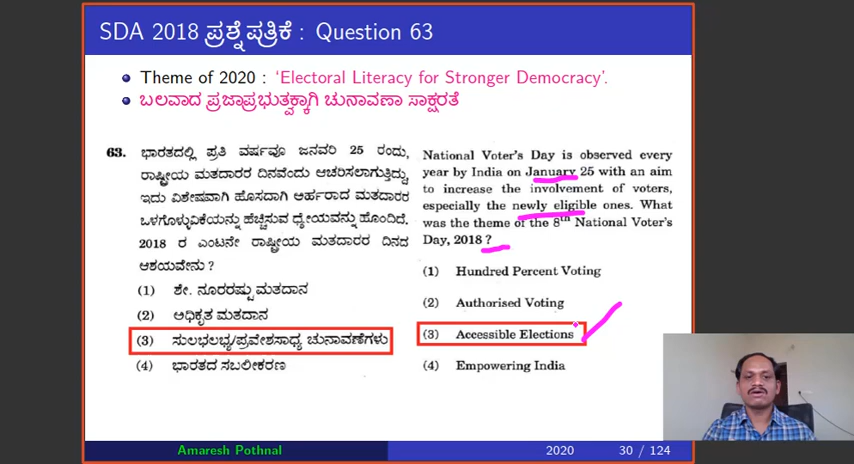 SDA 2018 ಪ್ರಶ್ನೆ ಪತ್ರಿಕೆ : Question 63
Theme of 2020 : ‘Electoral Literacy for Stronger Democracy’.
ಬಲವಾದ ಪ್ರಜಾಪ್ರಭುತ್ವಕ್ಕಾಗಿ ಚುನಾವಣಾ ಸಾಕ್ಷರತೆ
63. ಭಾರತದಲ್ಲಿ ಪ್ರತಿ ವರ್ಷವೂ ಜನವರಿ 25 ರಂದು,
ರಾಷ್ಟ್ರೀಯ ಮತದಾರರ ದಿನವೆಂದು ಆಚರಿಸಲಾಗುತ್ತಿದ್ದು,
ಇದು ವಿಶೇಷವಾಗಿ ಹೊಸದಾಗಿ ಅರ್ಹರಾದ ಮತದಾರರ
ಒಳಗೊಳ್ಳುವಿಕೆಯನ್ನು ಹೆಚ್ಚಿಸುವ ಧ್ಯೇಯವನ್ನು ಹೊಂದಿದೆ.
2018 ರ ಎಂಟನೇ ರಾಷ್ಟ್ರೀಯ ಮತದಾರರ ದಿನದ
ಆಶಯವೇನು ?
(1) ಶೇ. ನೂರರಷ್ಟು ಮತದಾನ
(2) ಅಧಿಕೃತ ಮತದಾನ
(3) ಸುಲಭಲಭ್ಯ/ಪ್ರವೇಶಸಾಧ್ಯ ಚುನಾವಣೆಗಳು
(4) ಭಾರತದ ಸಬಲೀಕರಣ
National Voter's Day is observed every
year by India on January 25 with an aim
to increase the involvement of voters,
especially the newly eligible ones. What
was the theme of the 8th National Voter's
Day, 2018 ?
(1) Hundred Percent Voting
(2) Authorised Voting
(3) Accessible Elections
(4) Empowering India
Amaresh Pothnal 2020 30 / 124